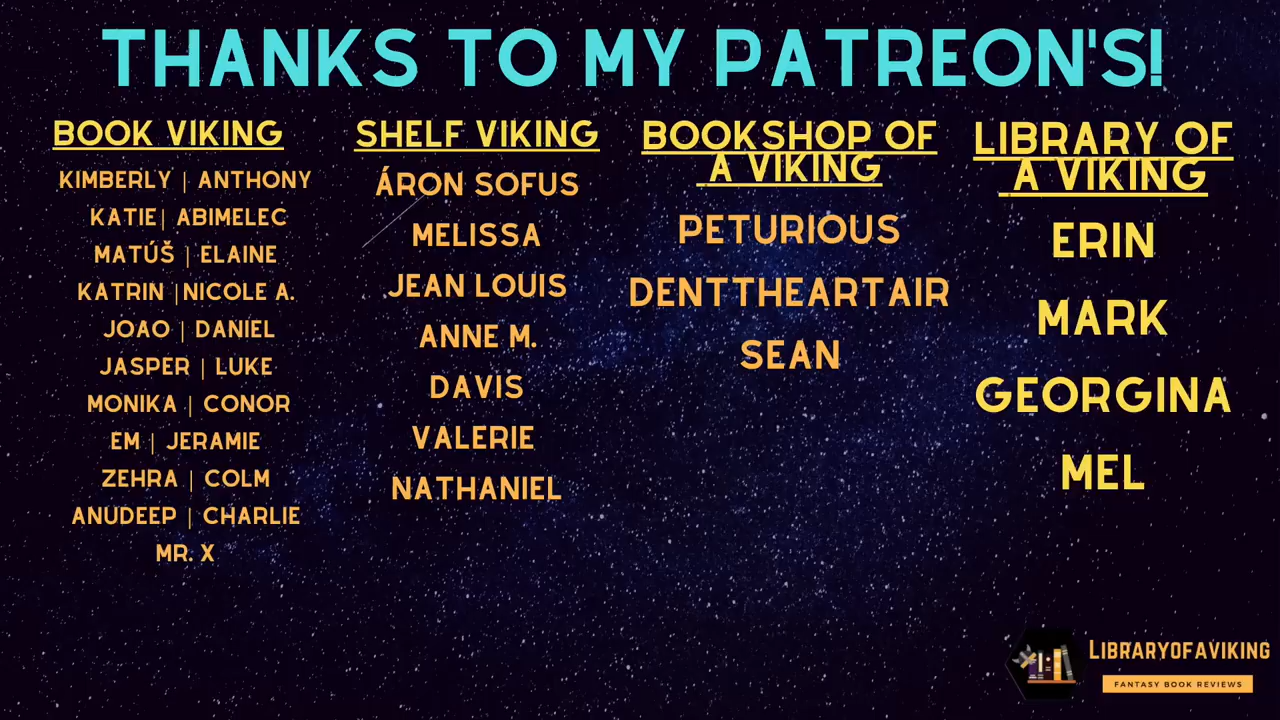 THANKS TO MY PATREON'S!
BOOK VIKING
KIMBERLY | ANTHONY
KATIE| ABIMELEC
MATÚŠ | ELAINE
KATRIN |NICOLE A.
JOAO | DANIEL
JASPER | LUKE
MONIKA | CONOR
EM | JERAMIE
ZEHRA | COLM
ANUDEEP | CHARLIE
MR. X
SHELF VIKING
ÁRON SOFUS
MELISSA
JEAN LOUIS
ANNE M.
DAVIS
VALERIE
NATHANIEL
BOOKSHOP OF
A VIKING
PETURIOUS
DENTTHEARTAIR
SEAN
LIBRARY OF
A VIKING
ERIN
MARK
GEORGINA
MEL
LIBRARYOFAVIKING
FANTASY BOOK REVIEWS